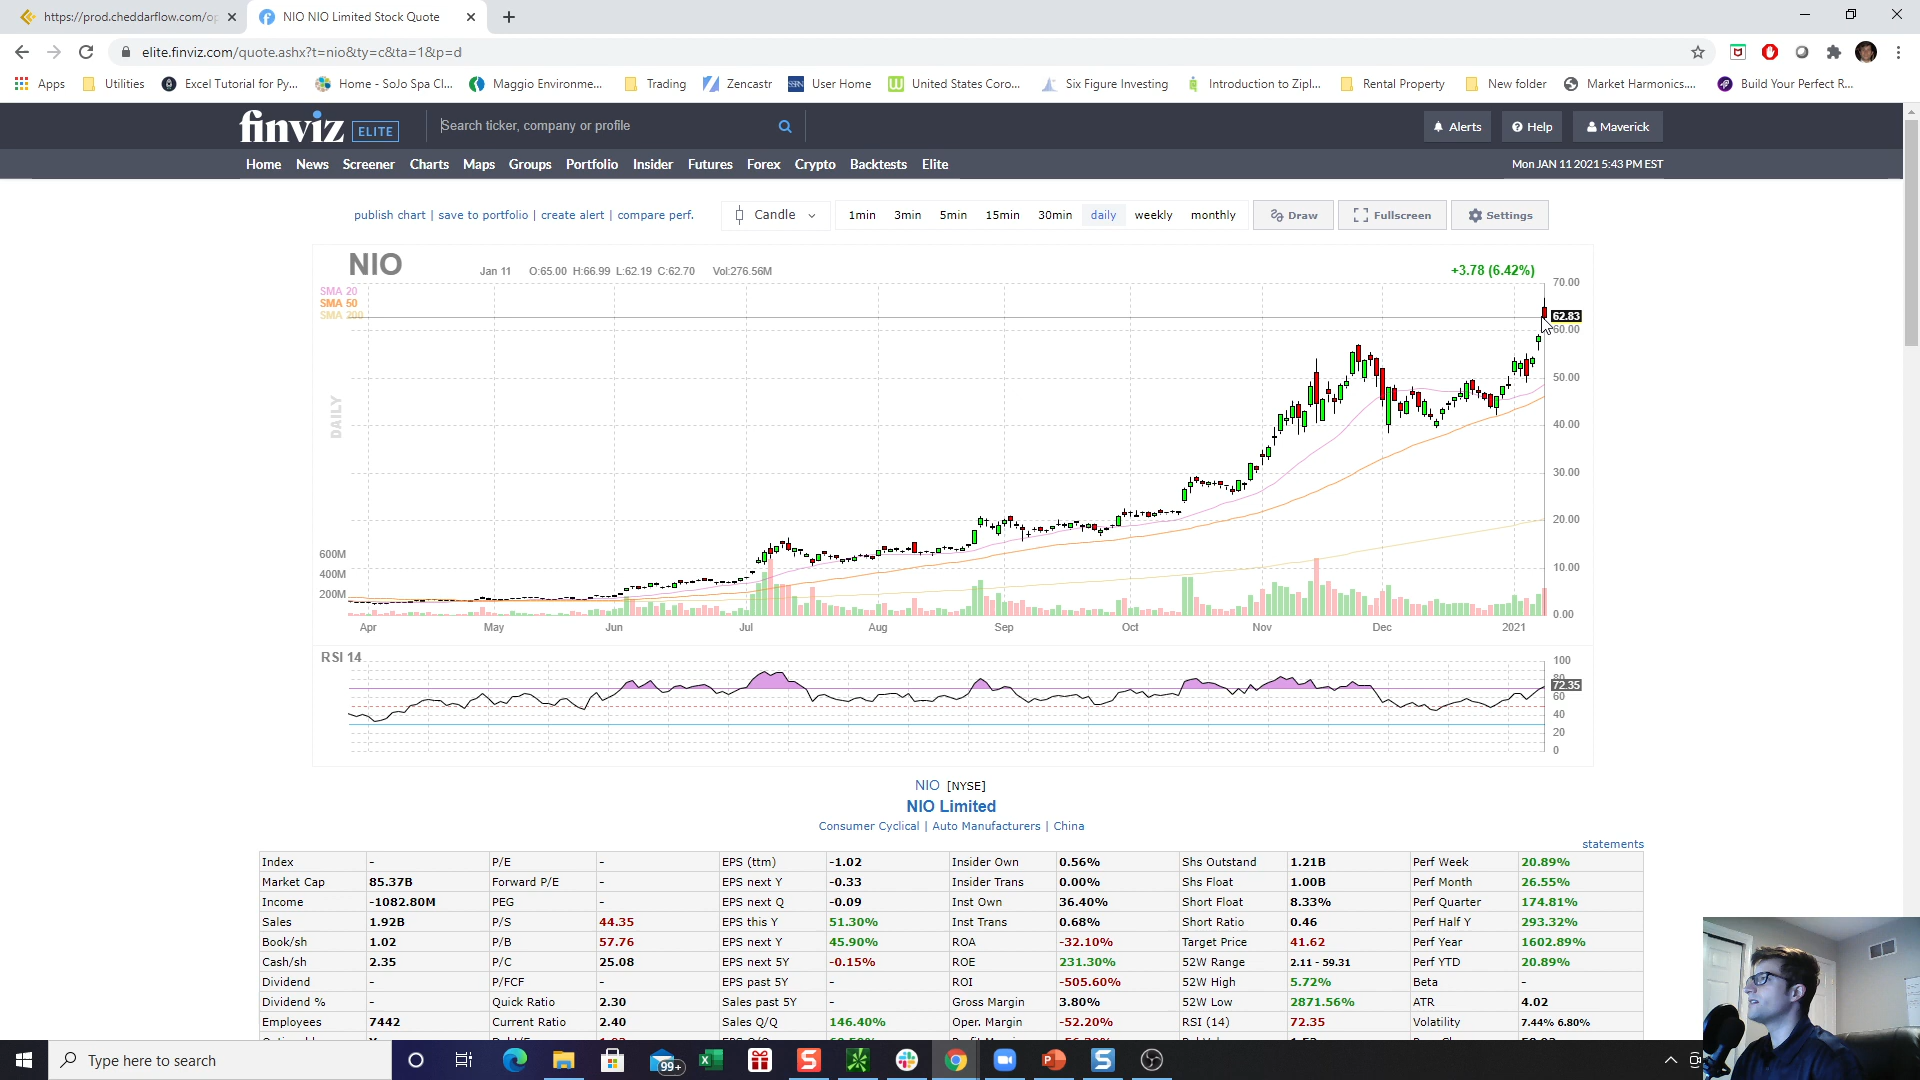 https://prod.cheddarflow.com/op
NIO NIO Limited Stock Quote
elite.finviz.com/quote.ashx?t=nio&ty=c&ta=1&p=d
Apps Utilities Excel Tutorial for Py... Home - SoJo Spa Cl... Maggio Environme... Trading Zencastr User Home United States Coro... Six Figure Investing Introduction to Zipl... Rental Property New folder Market Harmonics.... Build Your Perfect R...
finviz ELITE Search ticker, company or profile Alerts Help Maverick
Home News Screener Charts Maps Groups Portfolio Insider Futures Forex Crypto Backtests Elite Mon JAN 11 2021 5:43 PM EST
publish chart | save to portfolio | create alert | compare perf. Candle 1min 3min 5min 15min 30min daily weekly monthly Draw Fullscreen Settings
NIO Jan 11 O:65.00 H:66.99 L:62.19 C:62.70 Vol:276.56M +3.78 (6.42%)
SMA 20
SMA 50
SMA 200
70.00
62.83
60.00
50.00
40.00
30.00
20.00
10.00
0.00
DAILY
600M
400M
200M
Apr May Jun Jul Aug Sep Oct Nov Dec 2021
RSI 14
100
80
72.35
60
40
20
0
NIO [NYSE]
NIO Limited
Consumer Cyclical | Auto Manufacturers | China
statements
Index - P/E - EPS (ttm) -1.02 Insider Own 0.56% Shs Outstand 1.21B Perf Week 20.89%
Market Cap 85.37B Forward P/E - EPS next Y -0.33 Insider Trans 0.00% Shs Float 1.00B Perf Month 26.55%
Income -1082.80M PEG - EPS next Q -0.09 Inst Own 36.40% Short Float 8.33% Perf Quarter 174.81%
Sales 1.92B P/S 44.35 EPS this Y 51.30% Inst Trans 0.68% Short Ratio 0.46 Perf Half Y 293.32%
Book/sh 1.02 P/B 57.76 EPS next Y 45.90% ROA -32.10% Target Price 41.62 Perf Year 1602.89%
Cash/sh 2.35 P/C 25.08 EPS next 5Y -0.15% ROE 231.30% 52W Range 2.11 - 59.31 Perf YTD 20.89%
Dividend - P/FCF - EPS past 5Y - ROI -505.60% 52W High 5.72% Beta -
Dividend % - Quick Ratio 2.30 Sales past 5Y - Gross Margin 3.80% 52W Low 2871.56% ATR 4.02
Employees 7442 Current Ratio 2.40 Sales Q/Q 146.40% Oper. Margin -52.20% RSI (14) 72.35 Volatility 7.44% 6.80%
Type here to search
99+